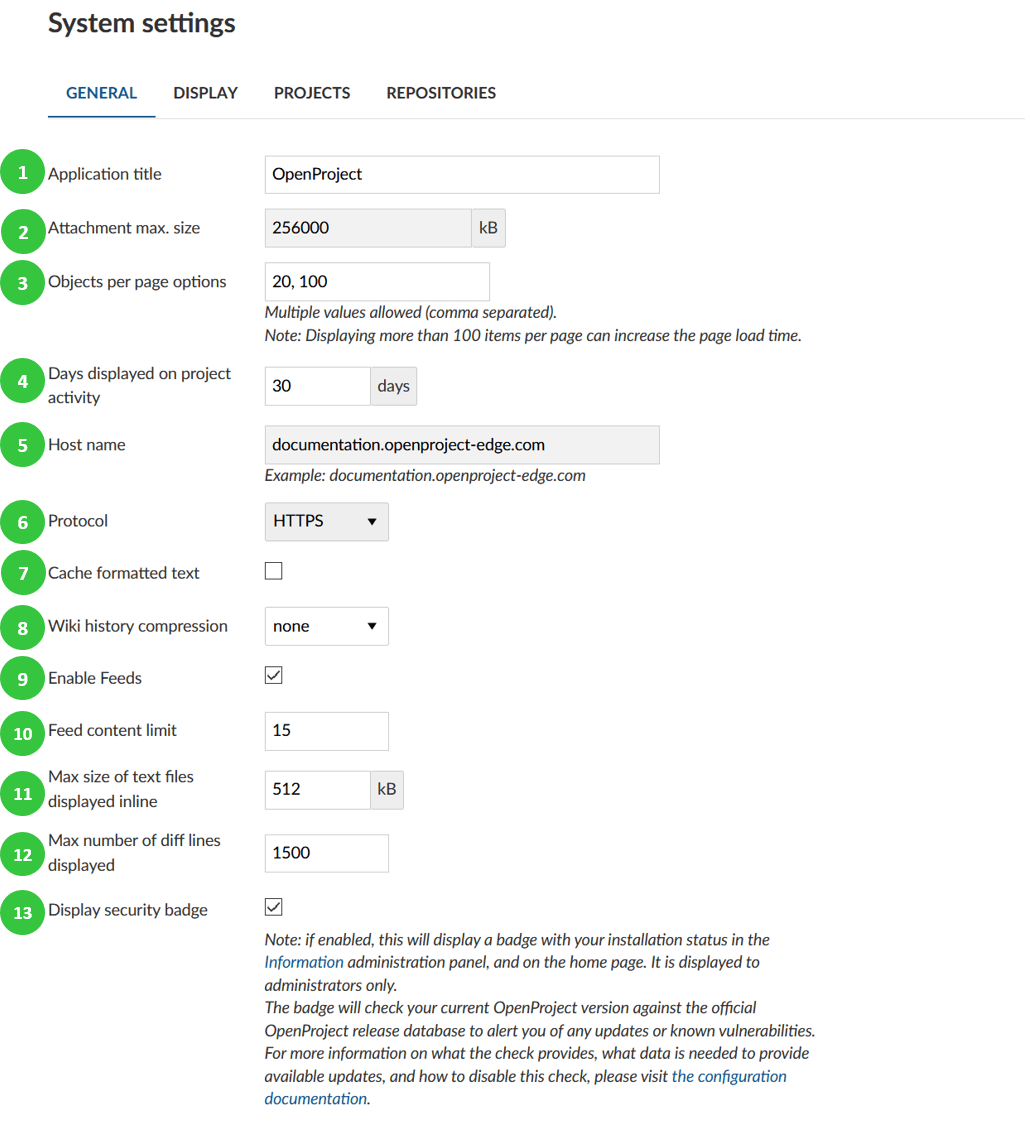 System settings
GENERAL DISPLAY PROJECTS REPOSITORIES
1 Application title OpenProject
2 Attachment max. size 256000 kB
3 Objects per page options 20, 100
Multiple values allowed (comma separated).
Note: Displaying more than 100 items per page can increase the page load time.
4 Days displayed on project
activity
30 days
5 Host name documentation.openproject-edge.com
Example: documentation.openproject-edge.com
6 Protocol HTTPS
7 Cache formatted text
8 Wiki history compression none
9 Enable Feeds
10 Feed content limit 15
11 Max size of text files
displayed inline
512 kB
12 Max number of diff lines
displayed
1500
13 Display security badge
Note: if enabled, this will display a badge with your installation status in the
Information administration panel, and on the home page. It is displayed to
administrators only.
The badge will check your current OpenProject version against the official
OpenProject release database to alert you of any updates or known vulnerabilities.
For more information on what the check provides, what data is needed to provide
available updates, and how to disable this check, please visit the configuration
documentation.